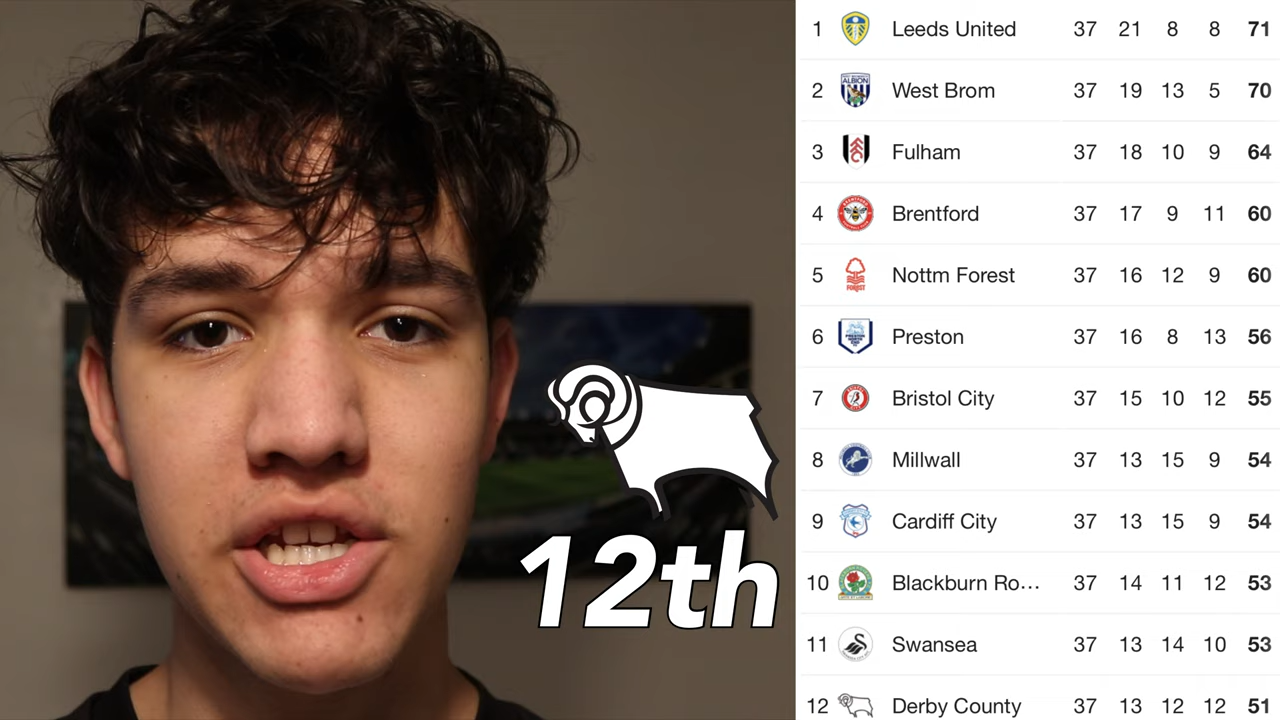 12th
1 Leeds United 37 21 8 8 71
2 West Brom 37 19 13 5 70
3 Fulham 37 18 10 9 64
4 Brentford 37 17 9 11 60
5 Nottm Forest 37 16 12 9 60
6 Preston 37 16 8 13 56
7 Bristol City 37 15 10 12 55
8 Millwall 37 13 15 9 54
9 Cardiff City 37 13 15 9 54
10 Blackburn Ro... 37 14 11 12 53
11 Swansea 37 13 14 10 53
12 Derby County 37 13 12 12 51